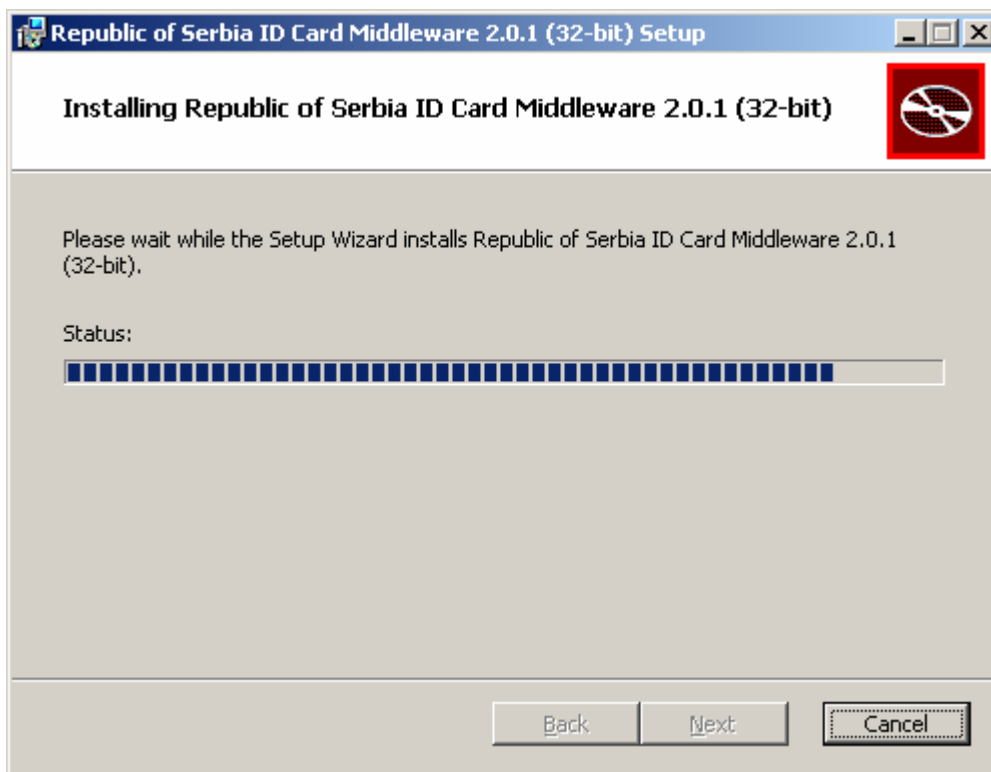 Republic of Serbia ID Card Middleware 2.0.1 (32-bit) Setup
Installing Republic of Serbia ID Card Middleware 2.0.1 (32-bit)
Please wait while the Setup Wizard installs Republic of Serbia ID Card Middleware 2.0.1
(32-bit).
Status:
Back Next Cancel